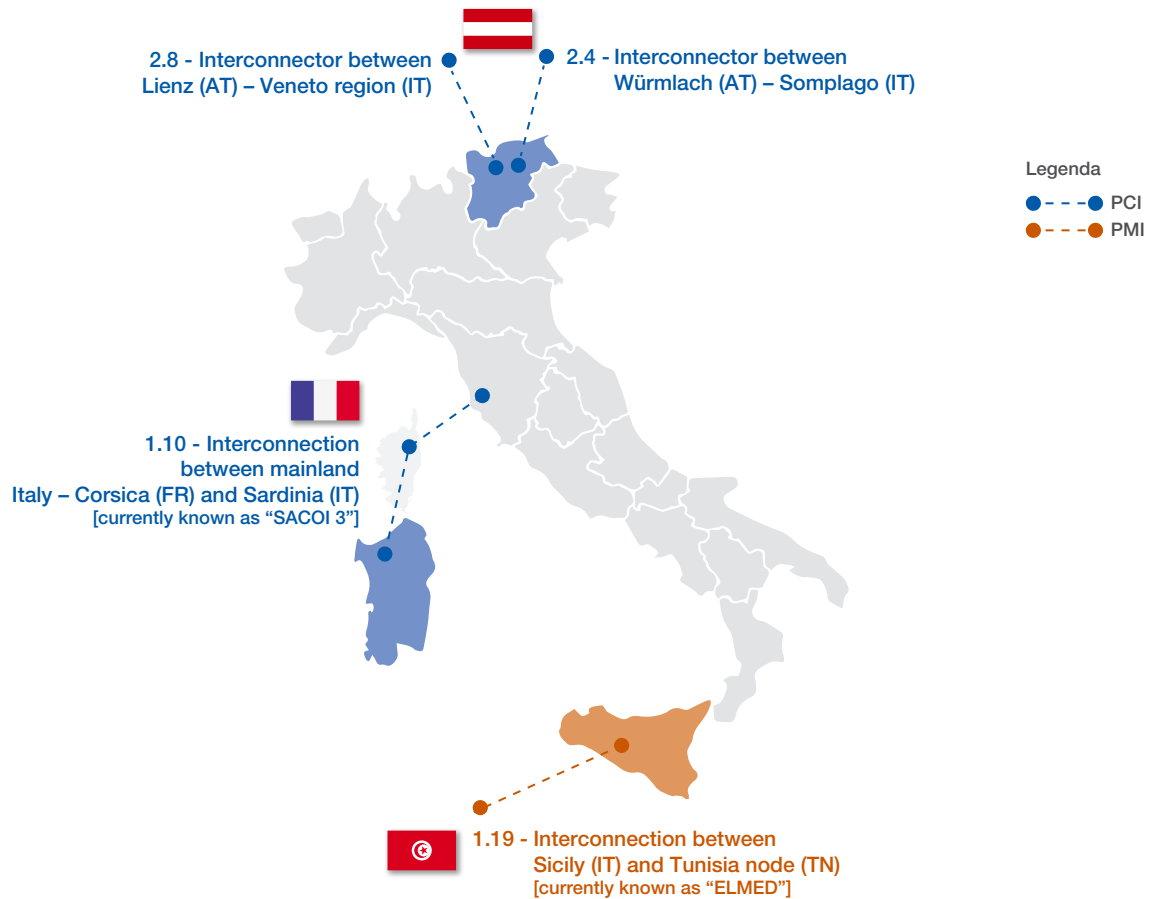 2.8 - Interconnector between
Lienz (AT) – Veneto region (IT)
2.4 - Interconnector between
Würmlach (AT) – Somplago (IT)
Legenda
PCI
PMI
1.10 - Interconnection
between mainland
Italy – Corsica (FR) and Sardinia (IT)
[currently known as “SACOI 3”]
1.19 - Interconnection between
Sicily (IT) and Tunisia node (TN)
[currently known as “ELMED”]